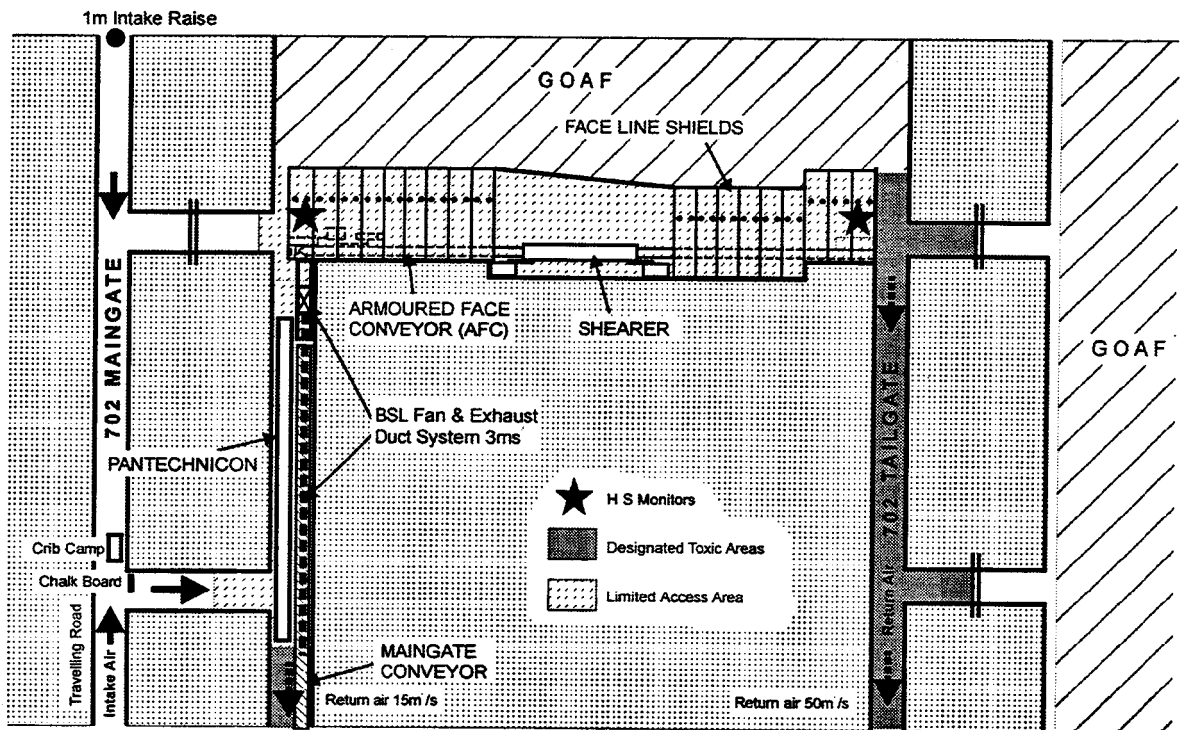 1m Intake Raise
GOAF
FACE LINE SHIELDS
702 MAINGATE
ARMOURED FACE
CONVEYOR (AFC)
SHEARER
GOAF
BSL Fan & Exhaust
Duct System 3ms
PANTECHNICON
702 TAILGATE
H S Monitors
Designated Toxic Areas
Limited Access Area
Crib Camp
Chalk Board
Travelling Road
Intake Air
Return Air
MAINGATE
CONVEYOR
Return air 15m /s
Return air 50m /s